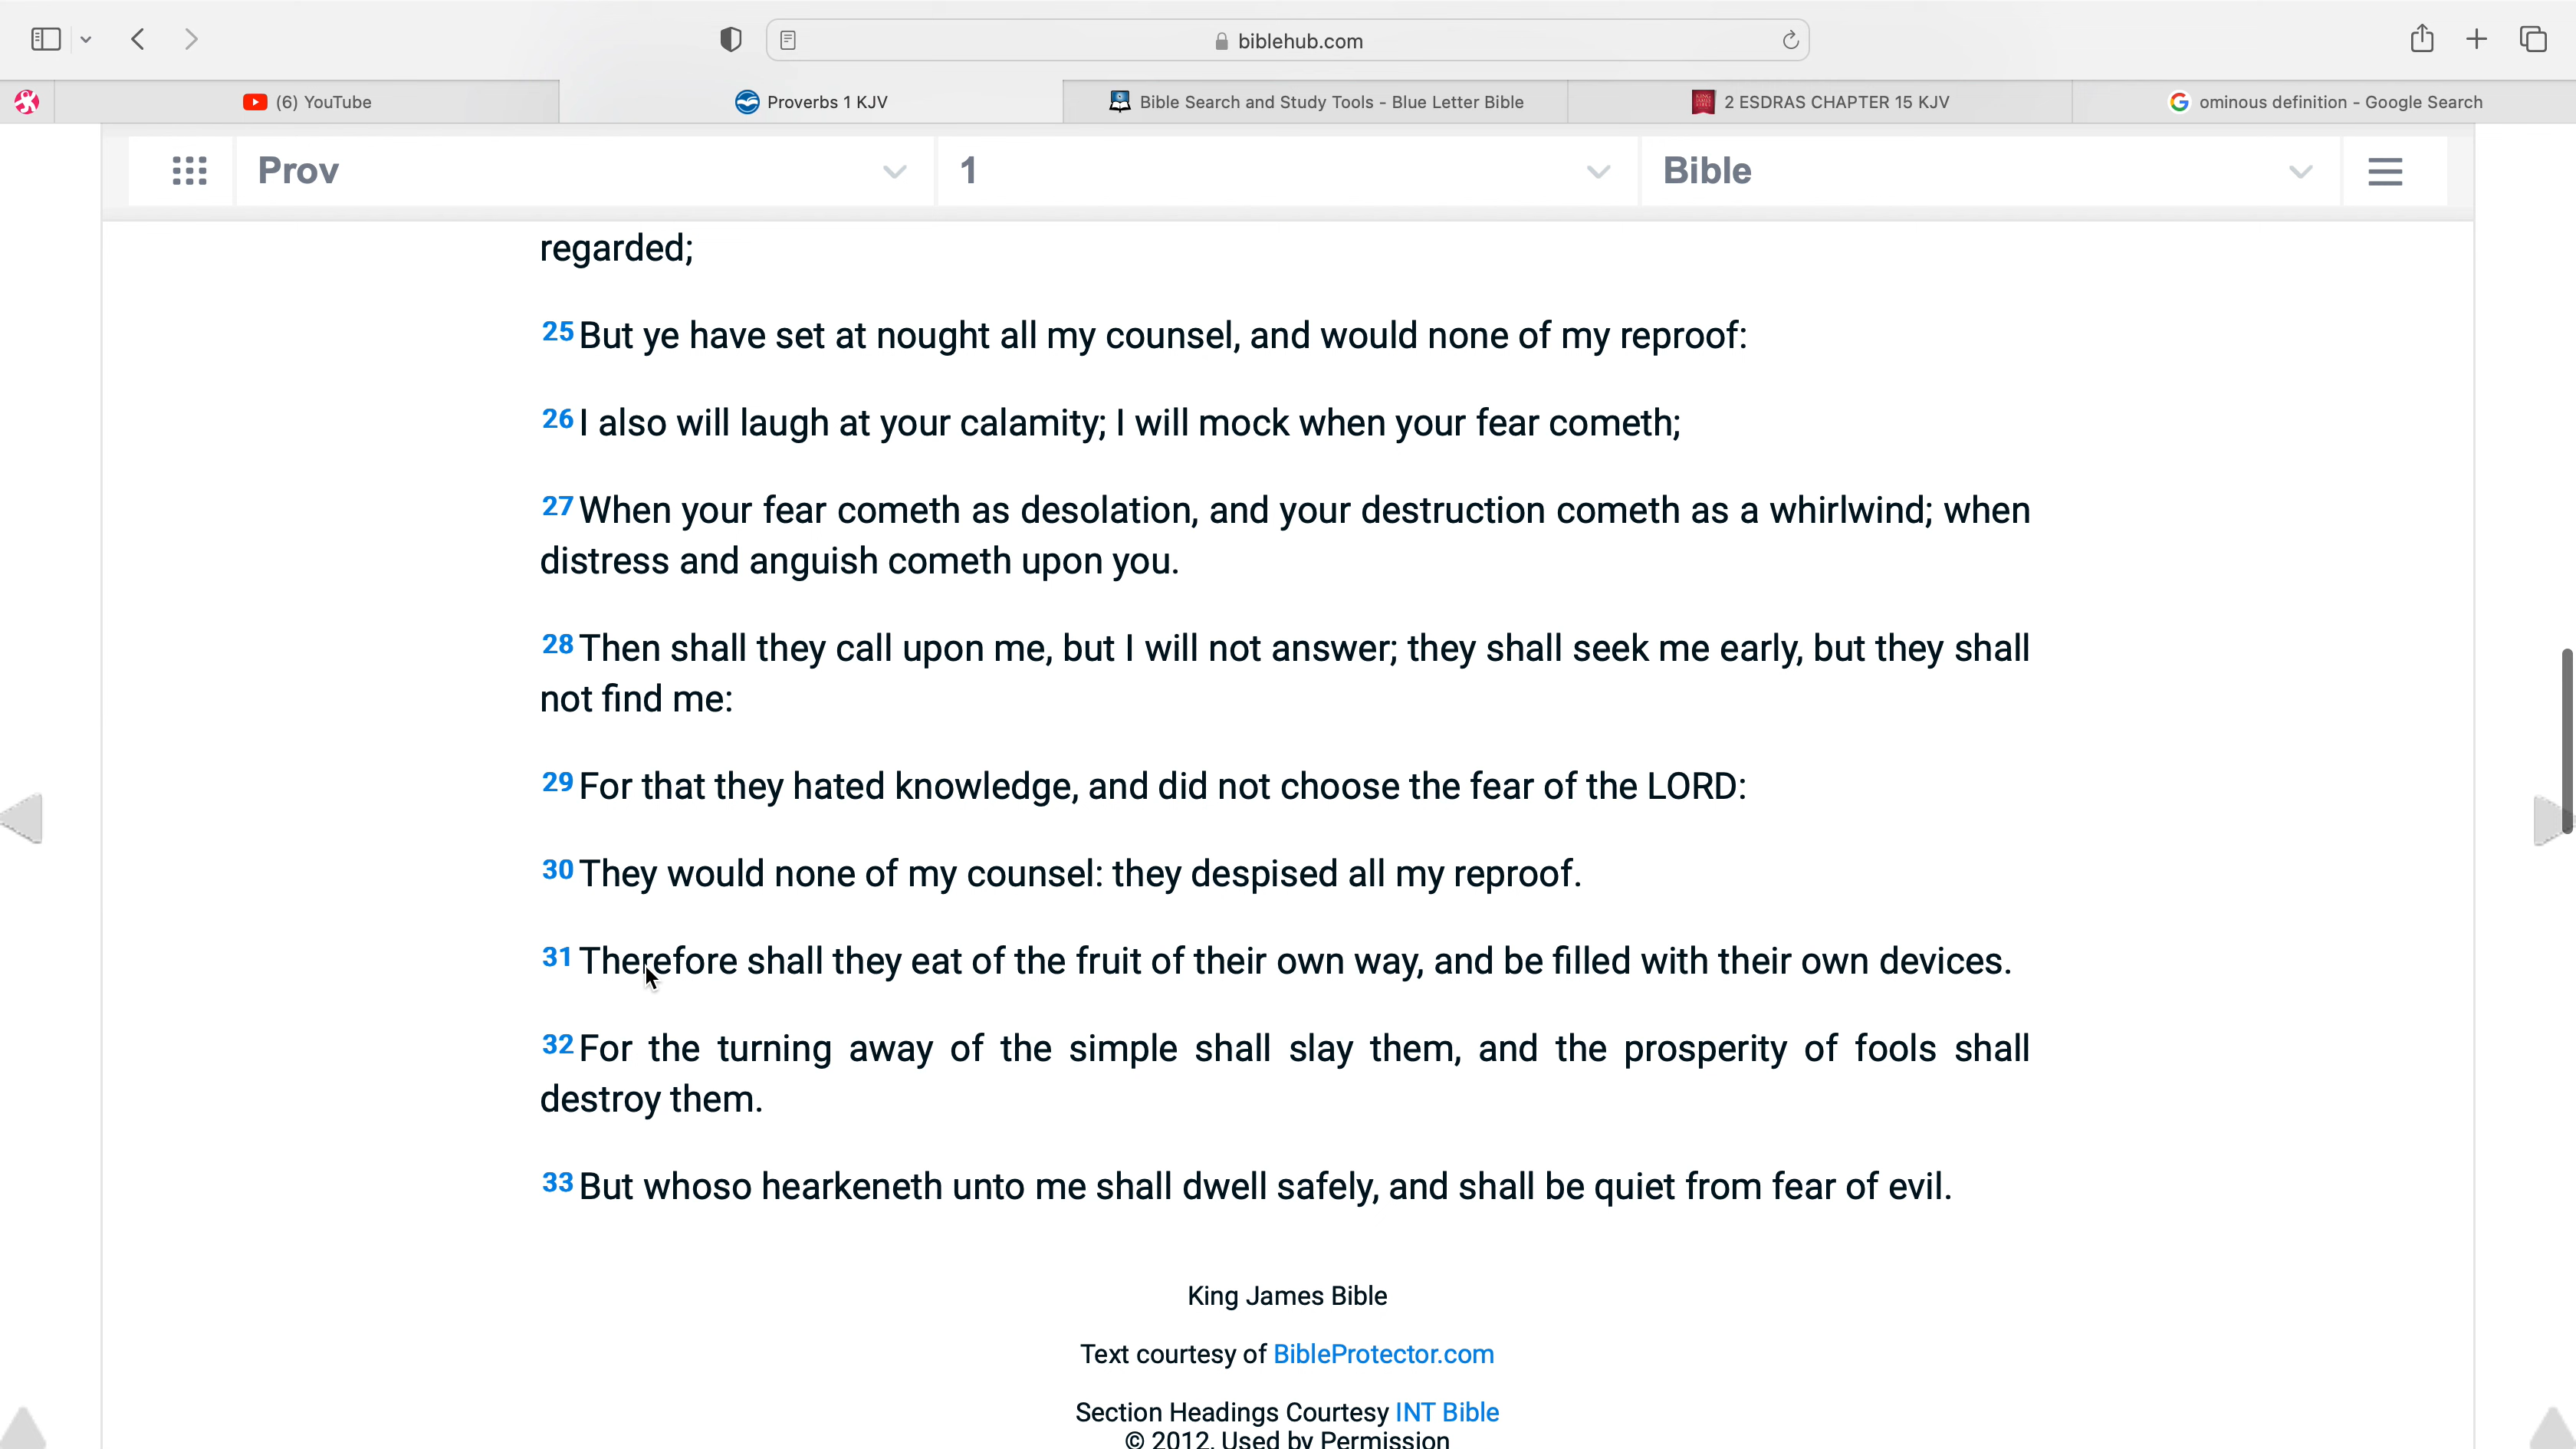 biblehub.com
(6) YouTube
Proverbs 1 KJV
Bible Search and Study Tools - Blue Letter Bible
2 ESDRAS CHAPTER 15 KJV
ominous definition - Google Search
Prov
1
Bible
regarded;
25 But ye have set at nought all my counsel, and would none of my reproof:
26 I also will laugh at your calamity; I will mock when your fear cometh;
27 When your fear cometh as desolation, and your destruction cometh as a whirlwind; when
distress and anguish cometh upon you.
28 Then shall they call upon me, but I will not answer; they shall seek me early, but they shall
not find me:
29 For that they hated knowledge, and did not choose the fear of the LORD:
30 They would none of my counsel: they despised all my reproof.
31 Therefore shall they eat of the fruit of their own way, and be filled with their own devices.
32 For the turning away of the simple shall slay them, and the prosperity of fools shall
destroy them.
33 But whoso hearkeneth unto me shall dwell safely, and shall be quiet from fear of evil.
King James Bible
Text courtesy of BibleProtector.com
Section Headings Courtesy INT Bible
© 2012. Used by Permission